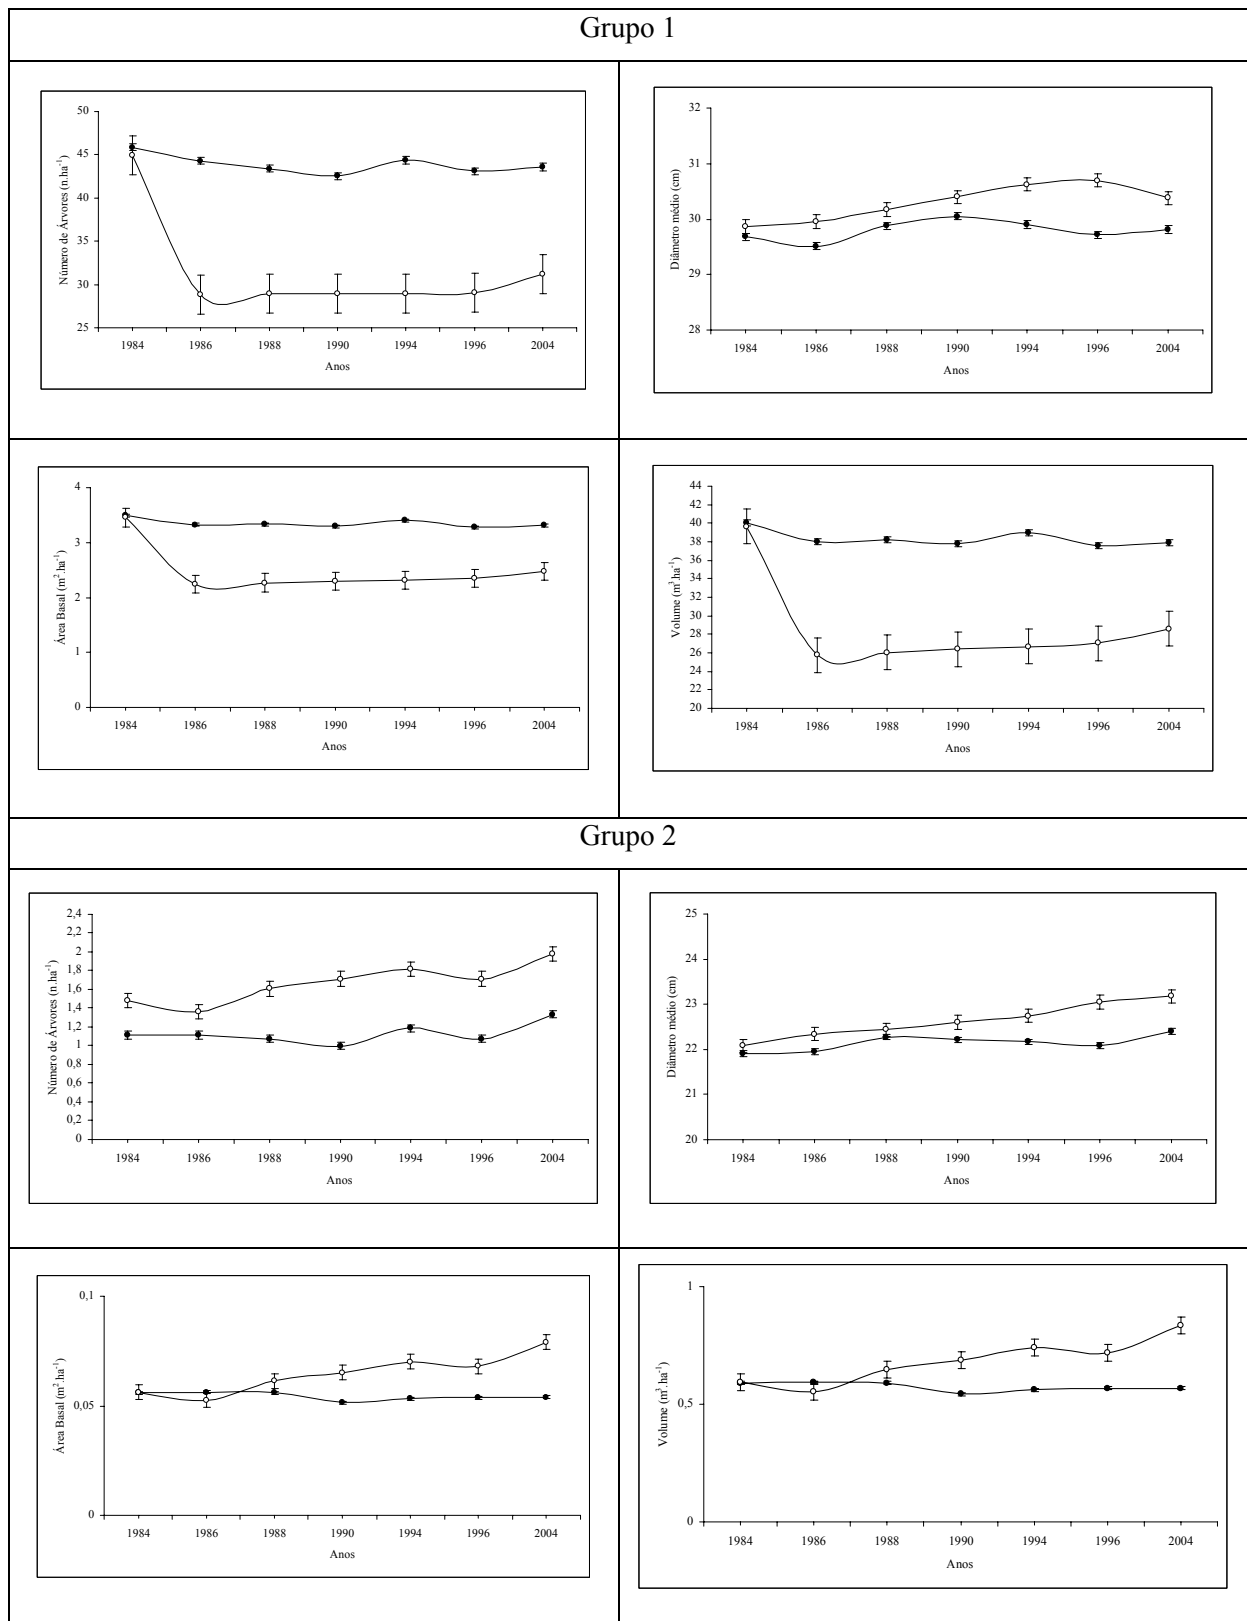 Grupo 1
Número de Árvores (n.ha⁻¹)
50
45
40
35
30
25
1984 1986 1988 1990 1994 1996 2004
Anos
Diâmetro médio (cm)
32
31
30
29
28
1984 1986 1988 1990 1994 1996 2004
Anos
Área Basal (m².ha⁻¹)
4
3
2
1
0
1984 1986 1988 1990 1994 1996 2004
Anos
Volume (m³.ha⁻¹)
44
42
40
38
36
34
32
30
28
26
24
22
20
1984 1986 1988 1990 1994 1996 2004
Anos
Grupo 2
Número de Árvores (n.ha⁻¹)
2,4
2,2
2
1,8
1,6
1,4
1,2
1
0,8
0,6
0,4
0,2
0
1984 1986 1988 1990 1994 1996 2004
Anos
Diâmetro médio (cm)
25
24
23
22
21
20
1984 1986 1988 1990 1994 1996 2004
Anos
Área Basal (m².ha⁻¹)
0,1
0,05
0
1984 1986 1988 1990 1994 1996 2004
Anos
Volume (m³.ha⁻¹)
1
0,5
0
1984 1986 1988 1990 1994 1996 2004
Anos